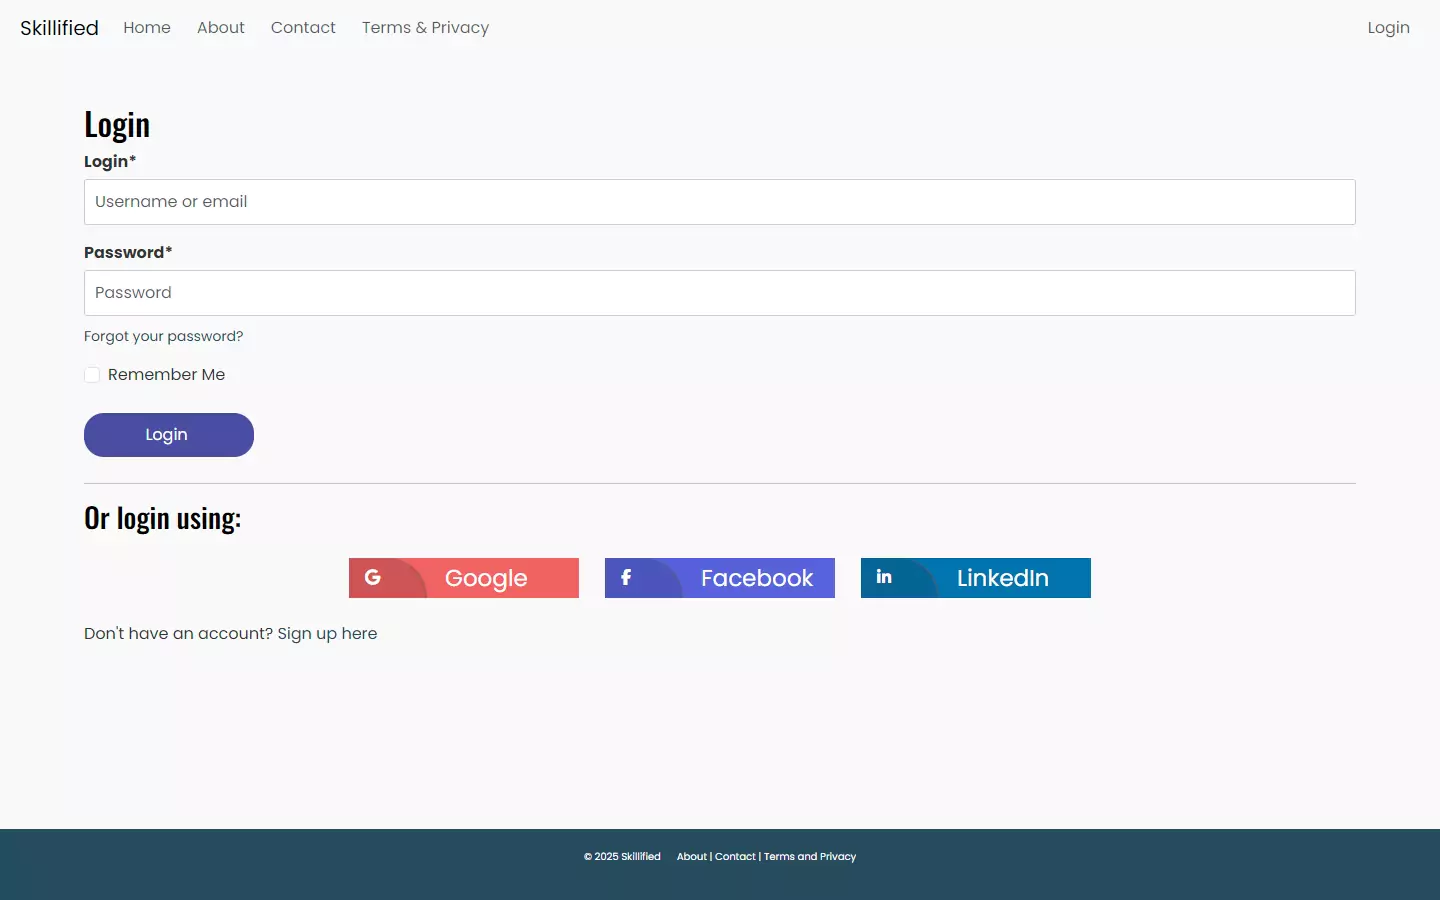 Skillified Home About Contact Terms & Privacy Login
Login
Login*
Username or email
Password*
Password
Forgot your password?
Remember Me
Login
Or login using:
Google Facebook LinkedIn
Don't have an account? Sign up here
© 2025 Skillified About | Contact | Terms and Privacy